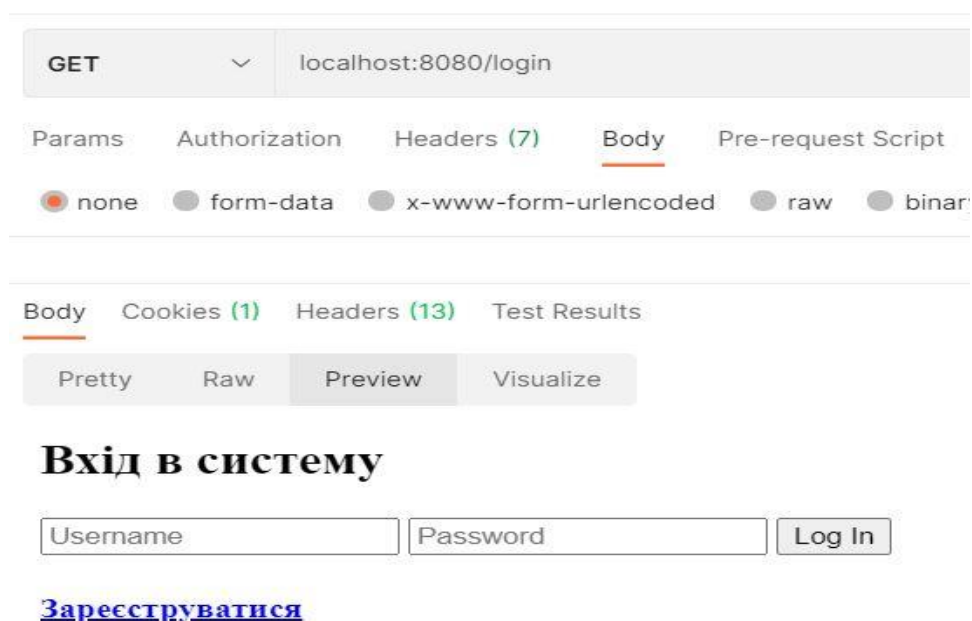 GET localhost:8080/login
Params Authorization Headers (7) Body Pre-request Script
none form-data x-www-form-urlencoded raw binary
Body Cookies (1) Headers (13) Test Results
Pretty Raw Preview Visualize
Вхід в систему
Username Password Log In
Зареєструватися